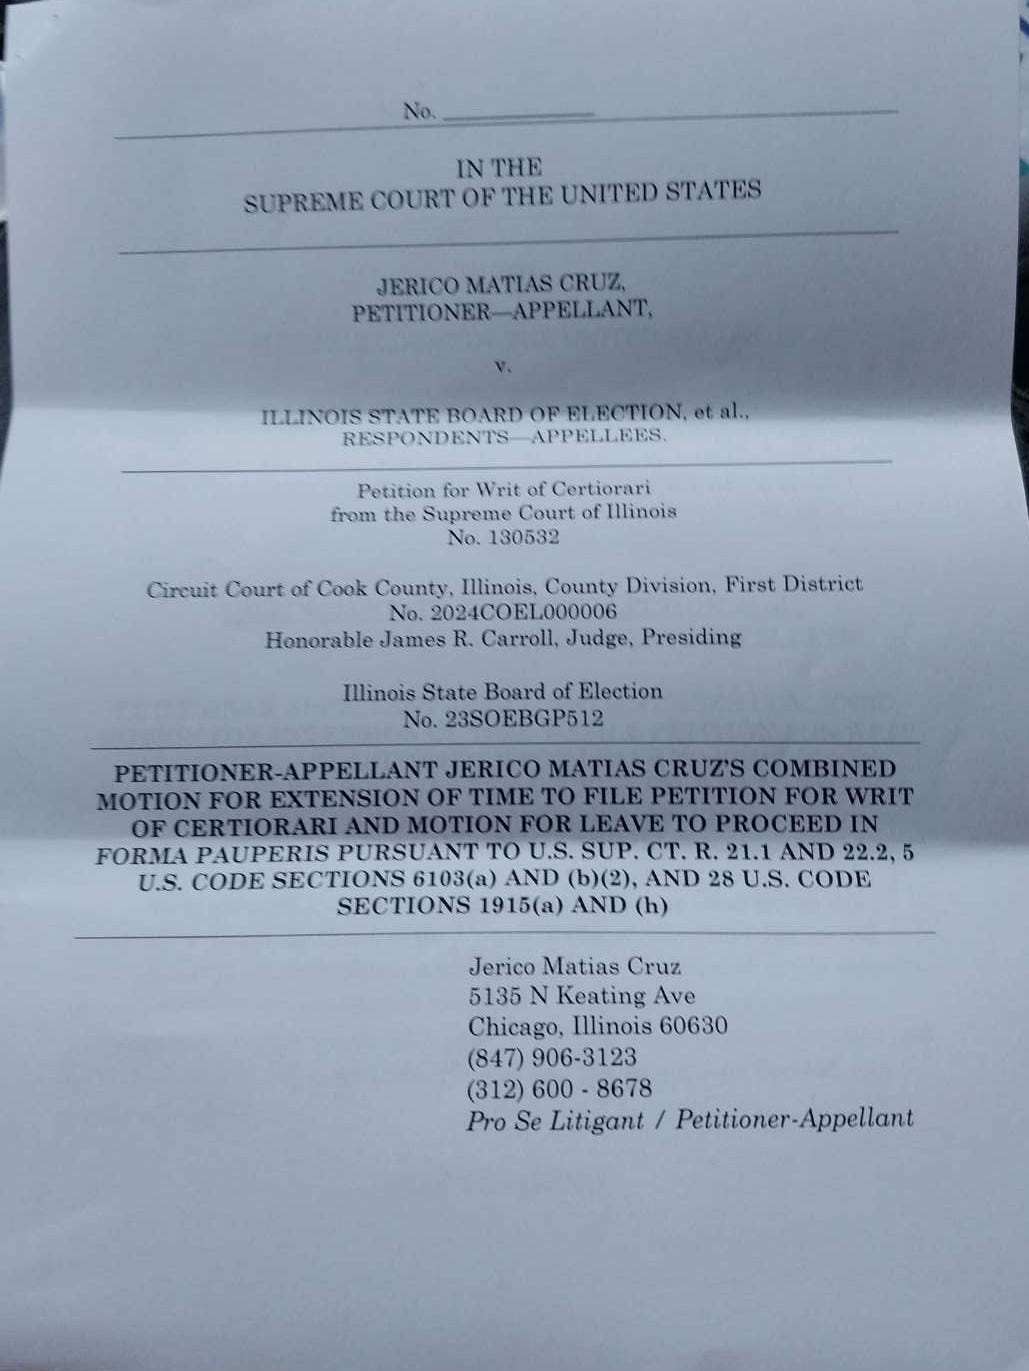 No. ____________
IN THE
SUPREME COURT OF THE UNITED STATES
JERICO MATIAS CRUZ,
PETITIONER—APPELLANT,
v.
ILLINOIS STATE BOARD OF ELECTION, et al.,
RESPONDENTS—APPELLEES.
Petition for Writ of Certiorari
from the Supreme Court of Illinois
No. 130532
Circuit Court of Cook County, Illinois, County Division, First District
No. 2024COEL000006
Honorable James R. Carroll, Judge, Presiding
Illinois State Board of Election
No. 23SOEBGP512
PETITIONER-APPELLANT JERICO MATIAS CRUZ'S COMBINED
MOTION FOR EXTENSION OF TIME TO FILE PETITION FOR WRIT
OF CERTIORARI AND MOTION FOR LEAVE TO PROCEED IN
FORMA PAUPERIS PURSUANT TO U.S. SUP. CT. R. 21.1 AND 22.2, 5
U.S. CODE SECTIONS 6103(a) AND (b)(2), AND 28 U.S. CODE
SECTIONS 1915(a) AND (h)
Jerico Matias Cruz
5135 N Keating Ave
Chicago, Illinois 60630
(847) 906-3123
(312) 600 - 8678
Pro Se Litigant / Petitioner-Appellant